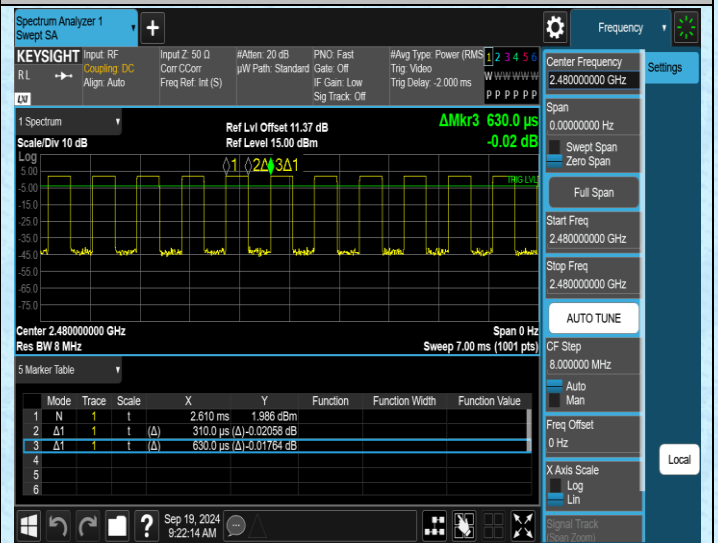 Spectrum Analyzer 1
Swept SA
+
Frequency
KEYSIGHT
RL
LXI
Input: RF
Coupling: DC
Align: Auto
Input Z: 50 Ω
Corr CCorr
Freq Ref: Int (S)
#Atten: 20 dB
µW Path: Standard
PNO: Fast
Gate: Off
IF Gain: Low
Sig Track: Off
#Avg Type: Power (RMS
Trig: Video
Trig Delay: -2.000 ms
1 2 3 4 5 6
W W W W W W
P P P P P P
1 Spectrum
Scale/Div 10 dB
Ref Lvl Offset 11.37 dB
Ref Level 15.00 dBm
ΔMkr3 630.0 µs
-0.02 dB
Log
1 2Δ 3Δ1
TRIG LVL
5.00
-5.00
-15.0
-25.0
-35.0
-45.0
-55.0
-65.0
-75.0
Center 2.480000000 GHz
Res BW 8 MHz
Span 0 Hz
Sweep 7.00 ms (1001 pts)
5 Marker Table
Mode Trace Scale X Y Function Function Width Function Value
1 N 1 t 2.610 ms 1.986 dBm
2 Δ1 1 t (Δ) 310.0 µs (Δ) -0.02058 dB
3 Δ1 1 t (Δ) 630.0 µs (Δ) -0.01764 dB
4
5
6
?
Sep 19, 2024
9:22:14 AM
Center Frequency
2.480000000 GHz
Span
0.00000000 Hz
Swept Span
Zero Span
Full Span
Start Freq
2.480000000 GHz
Stop Freq
2.480000000 GHz
AUTO TUNE
CF Step
8.000000 MHz
Auto
Man
Freq Offset
0 Hz
X Axis Scale
Log
Lin
Signal Track
(Span Zoom)
Settings
Local